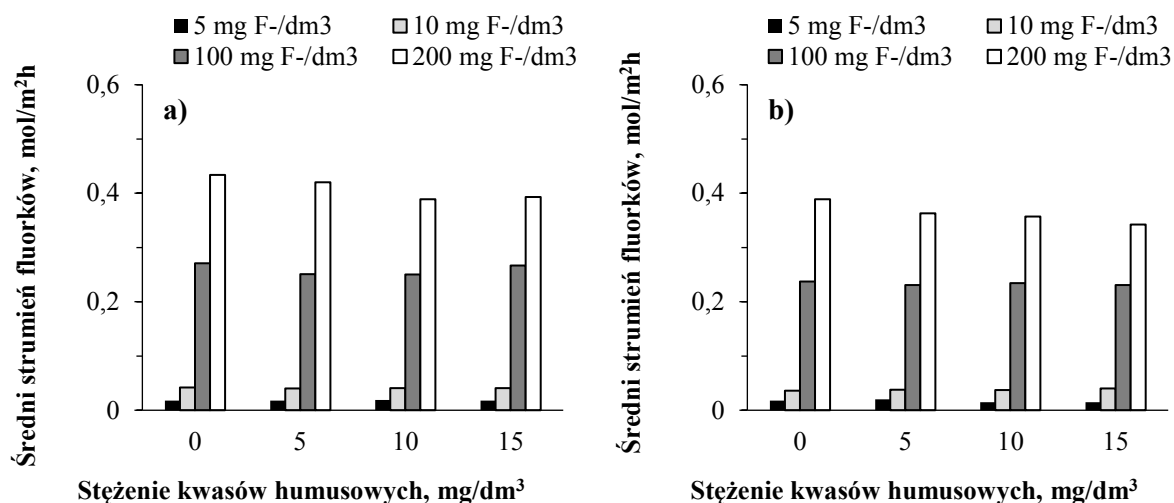 5 mg F-/dm3 10 mg F-/dm3
100 mg F-/dm3 200 mg F-/dm3
Średni strumień fluorków, mol/m²h
0,6
0,4
0,2
0
a)
0 5 10 15
Stężenie kwasów humusowych, mg/dm³
5 mg F-/dm3 10 mg F-/dm3
100 mg F-/dm3 200 mg F-/dm3
Średni strumień fluorków, mol/m²h
0,6
0,4
0,2
0
b)
0 5 10 15
Stężenie kwasów humusowych, mg/dm³